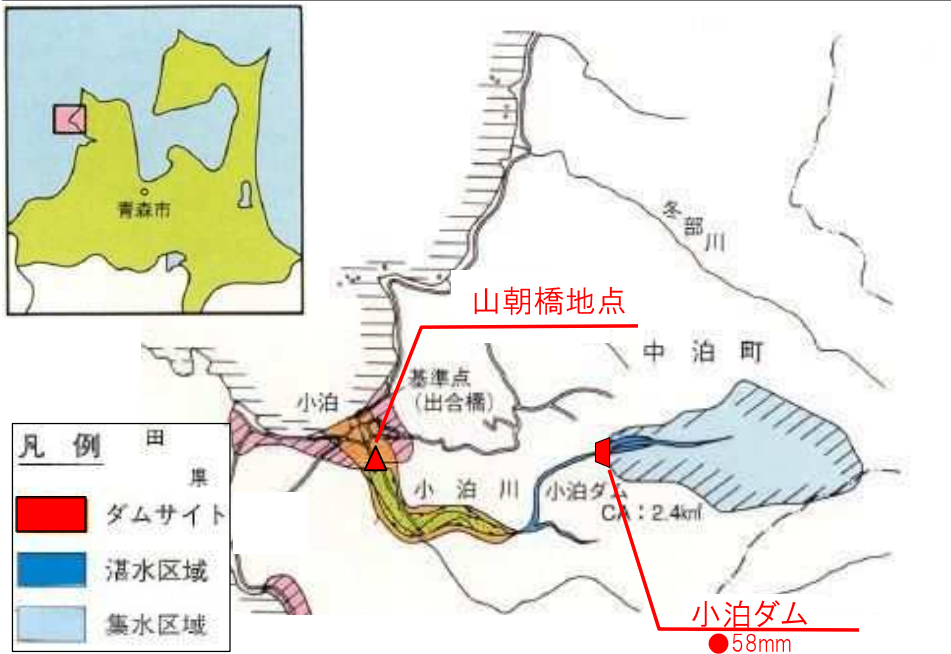 青森市
冬部川
山朝橋地点
中泊町
基準点
(出合橋)
小泊
小泊川
小泊ダム
CA:2.4km²
凡例
田
県
ダムサイト
湛水区域
集水区域
小泊ダム
●58mm